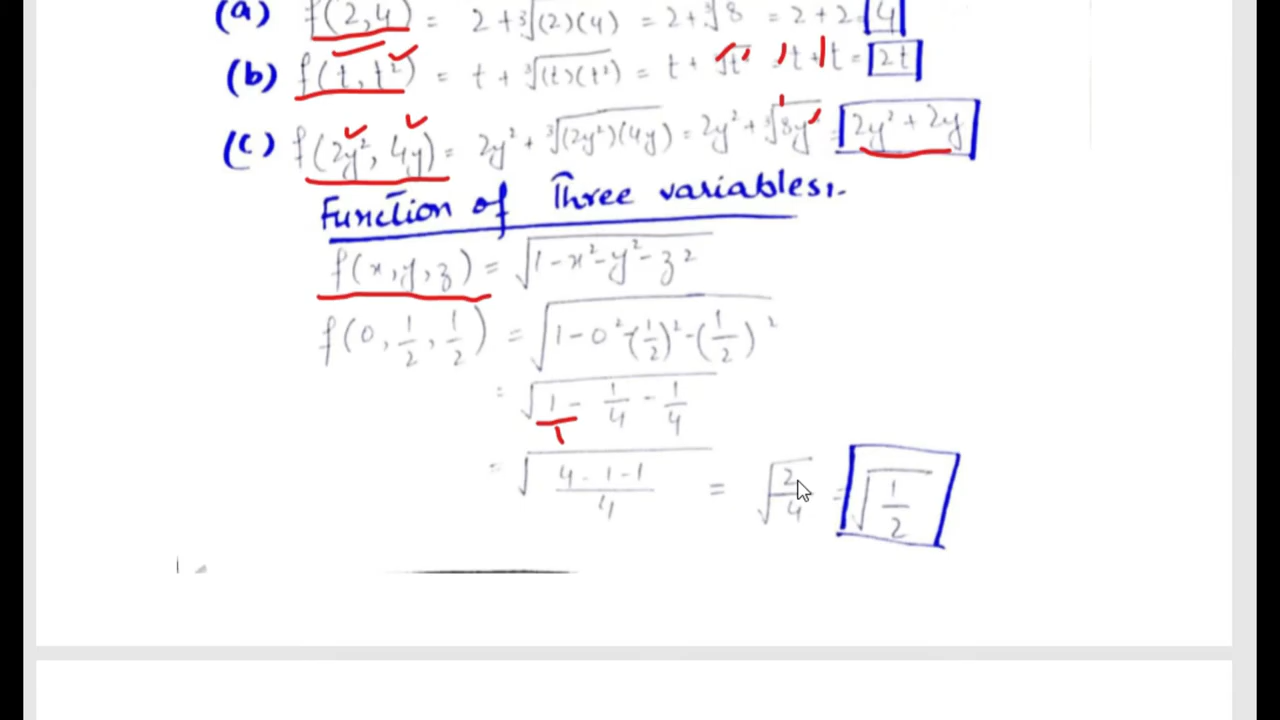 (a) f(2,4) = 2 + ∛(2)(4) = 2 + ∛8 = 2 + 2 = 4
(b) f(t, t²) = t + ∛(t)(t²) = t + ∛t³ = t + t = 2t
(c) f(2y², 4y) = 2y² + ∛(2y²)(4y) = 2y² + ∛8y³ = 2y² + 2y
Function of Three variables:-
f(x,y,z) = √1-x²-y²-z²
f(0, 1/2, 1/2) = √1-0²-(1/2)²-(1/2)²
= √1 - 1/4 - 1/4
1
= √(4-1-1)/4 = √2/4 = √1/2